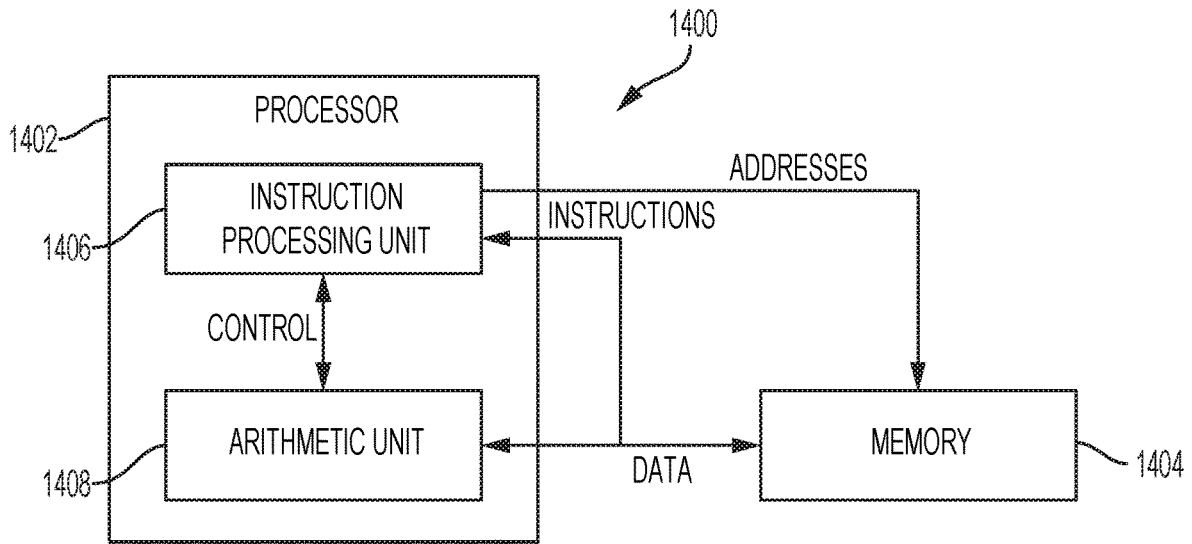 1400
PROCESSOR
1402
ADDRESSES
INSTRUCTION
PROCESSING UNIT
INSTRUCTIONS
1406
CONTROL
ARITHMETIC UNIT
MEMORY
DATA
1408
1404